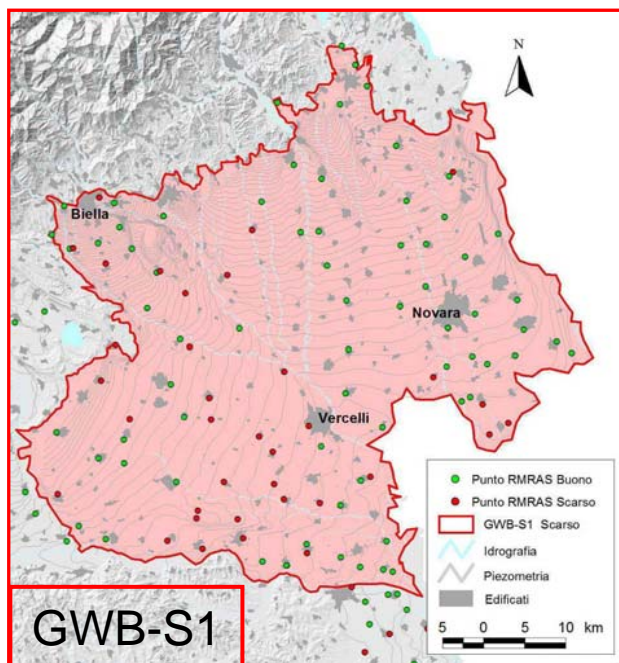 N
Biella
Novara
Vercelli
Punto RMRAS Buono
Punto RMRAS Scarso
GWB-S1 Scarso
Idrografia
Piezometria
Edificati
5 0 5 10 km
GWB-S1